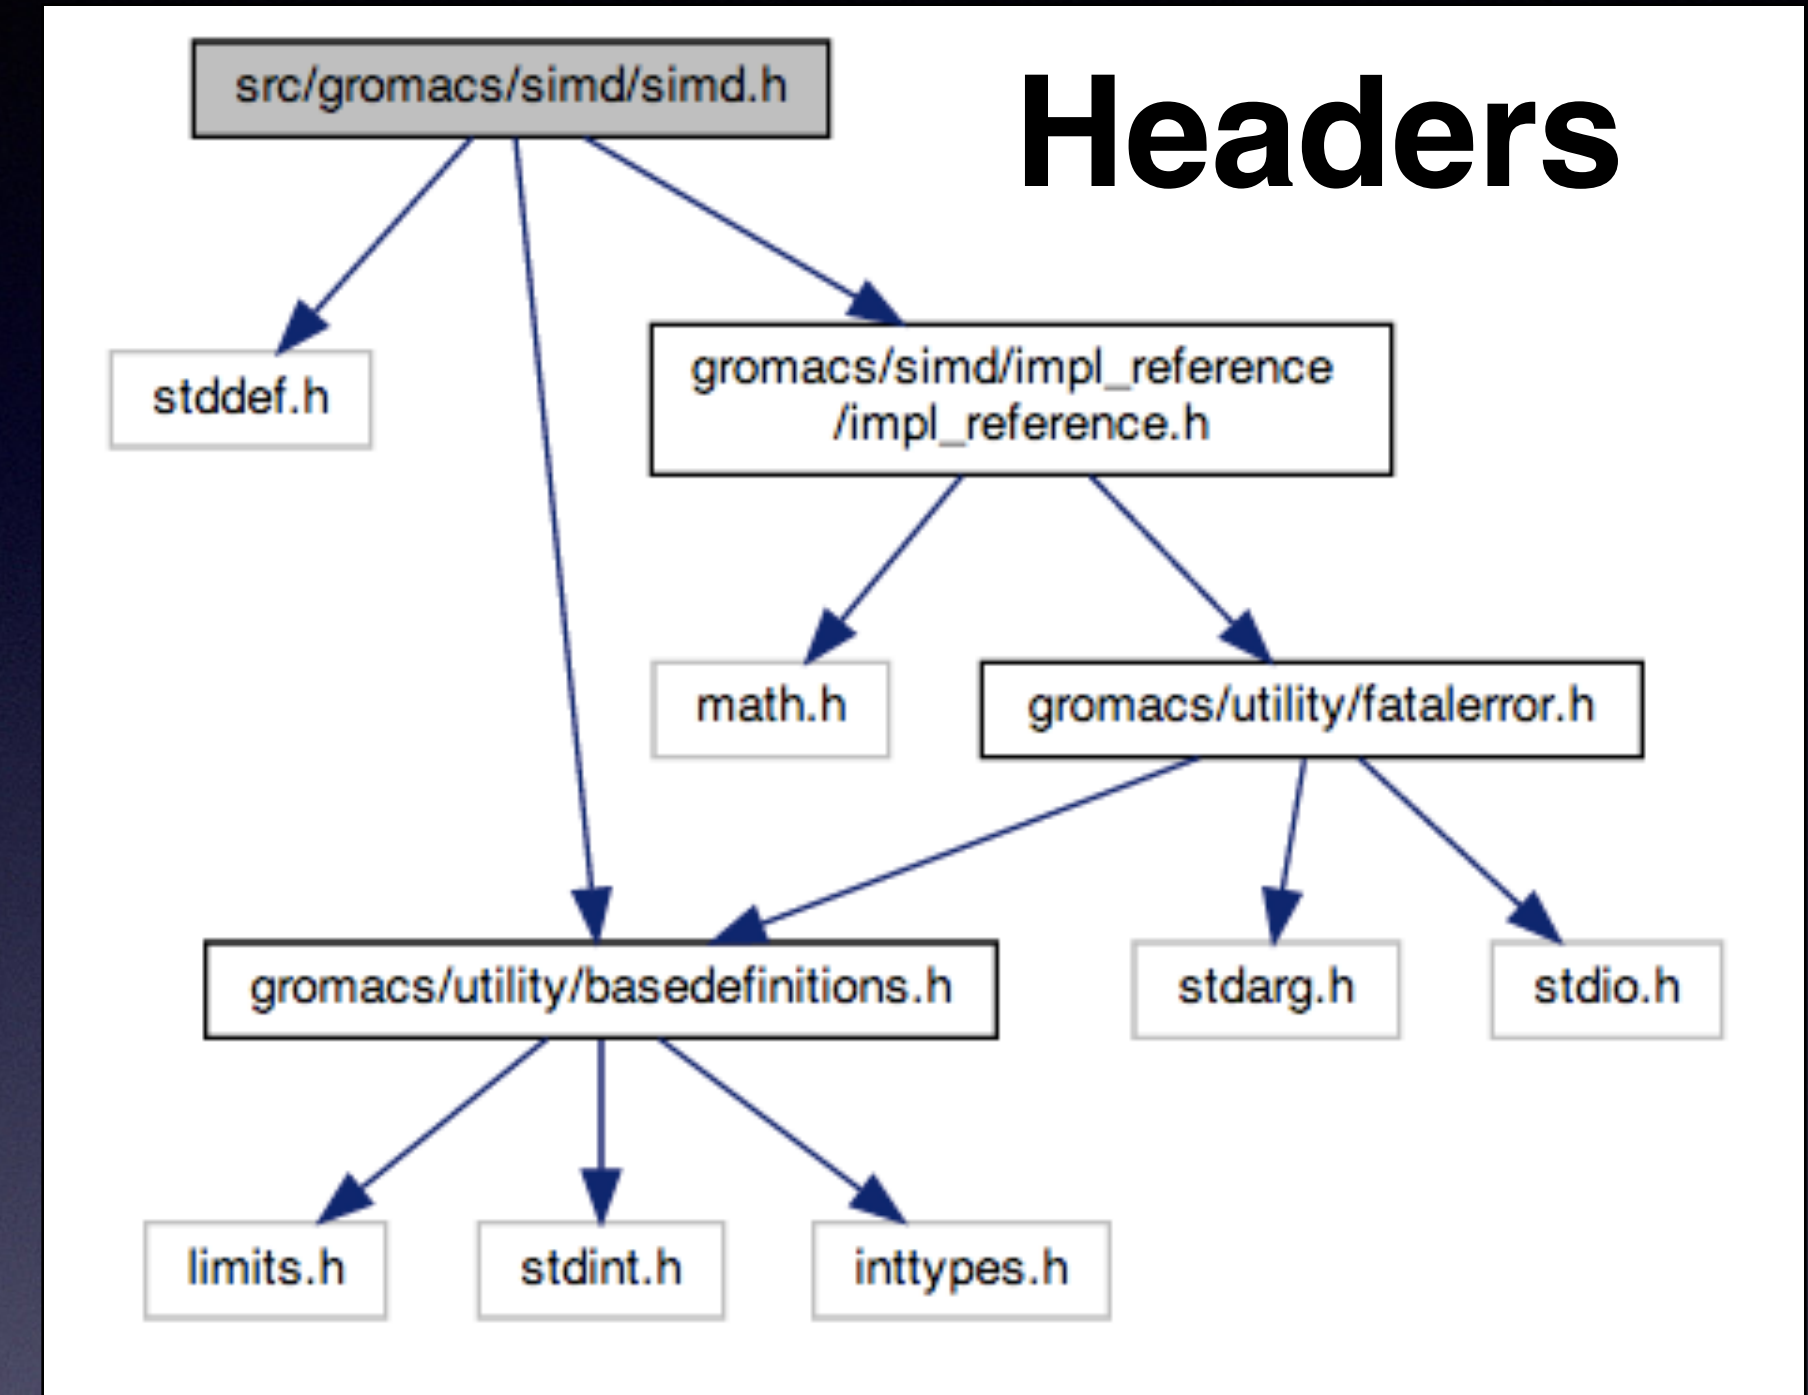 src/gromacs/simd/simd.h
Headers
stddef.h
gromacs/simd/impl_reference
/impl_reference.h
math.h
gromacs/utility/fatalerror.h
gromacs/utility/basedefinitions.h
stdarg.h
stdio.h
limits.h
stdint.h
inttypes.h